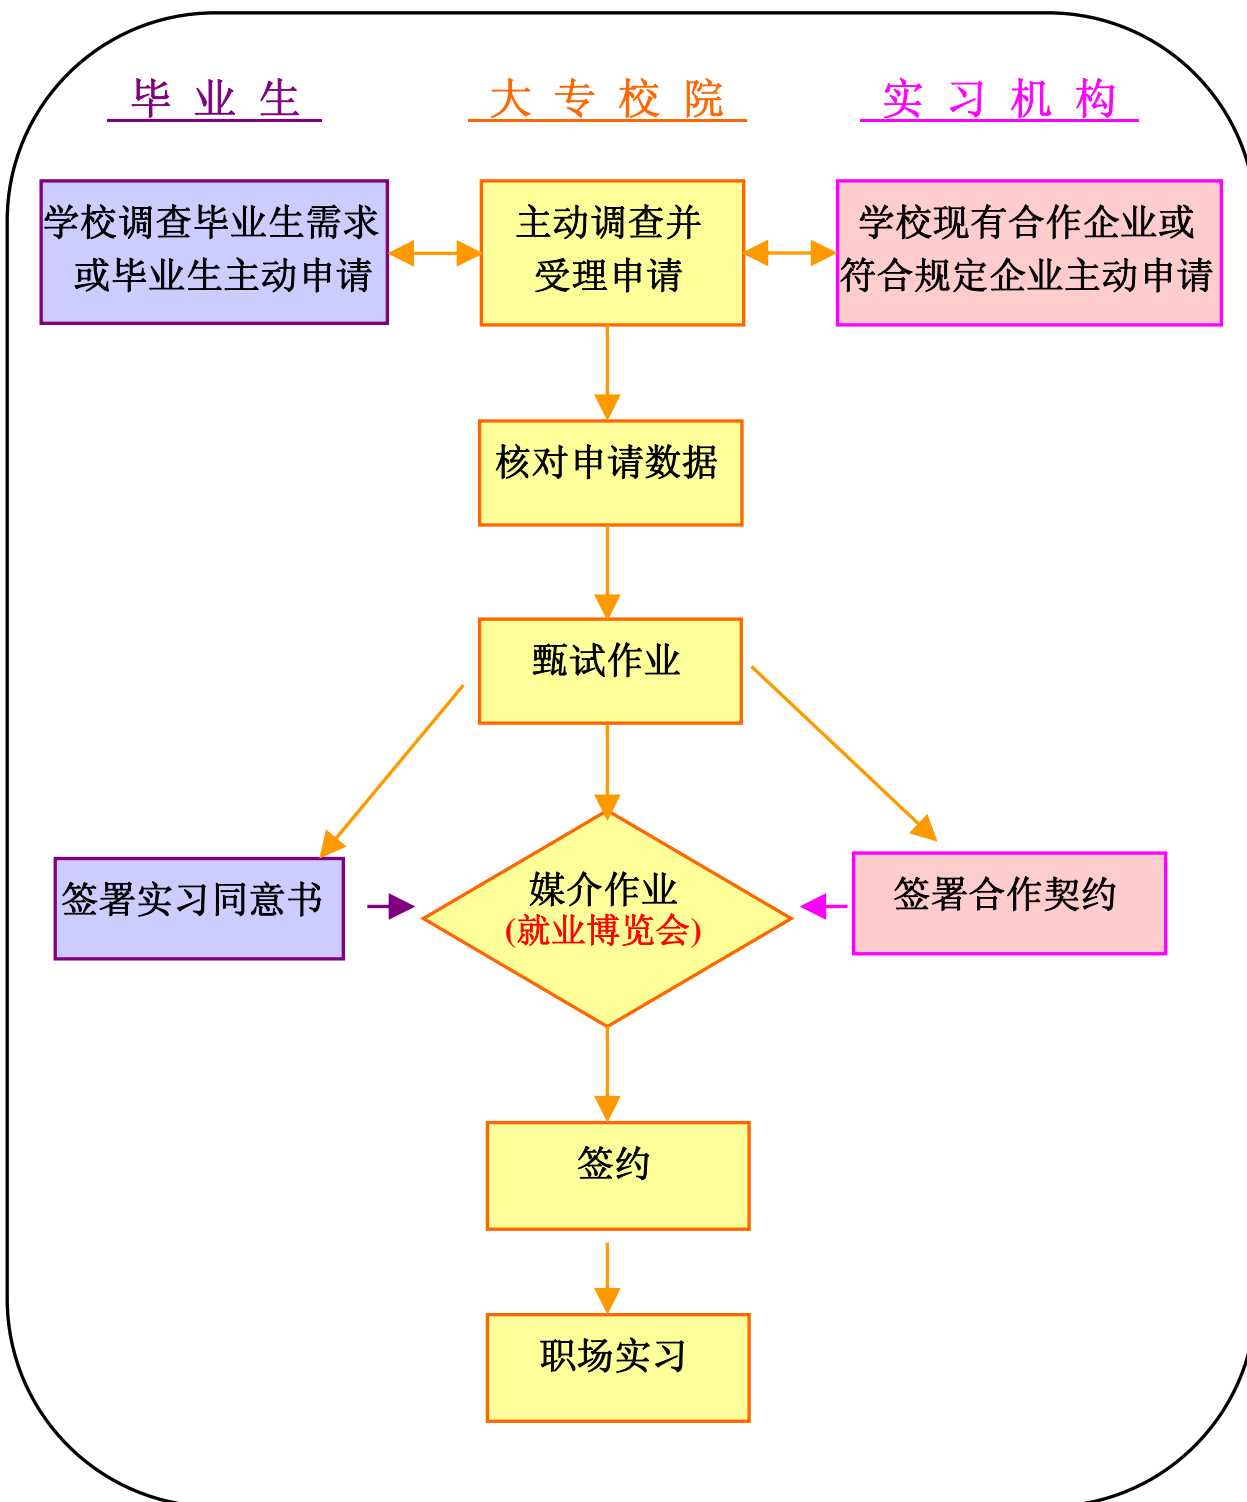 毕业生
大专校院
实习机构
学校调查毕业生需求
或毕业生主动申请
主动调查并
受理申请
学校现有合作企业或
符合规定企业主动申请
核对申请数据
甄试作业
签署实习同意书
媒介作业
(就业博览会)
签署合作契约
签约
职场实习